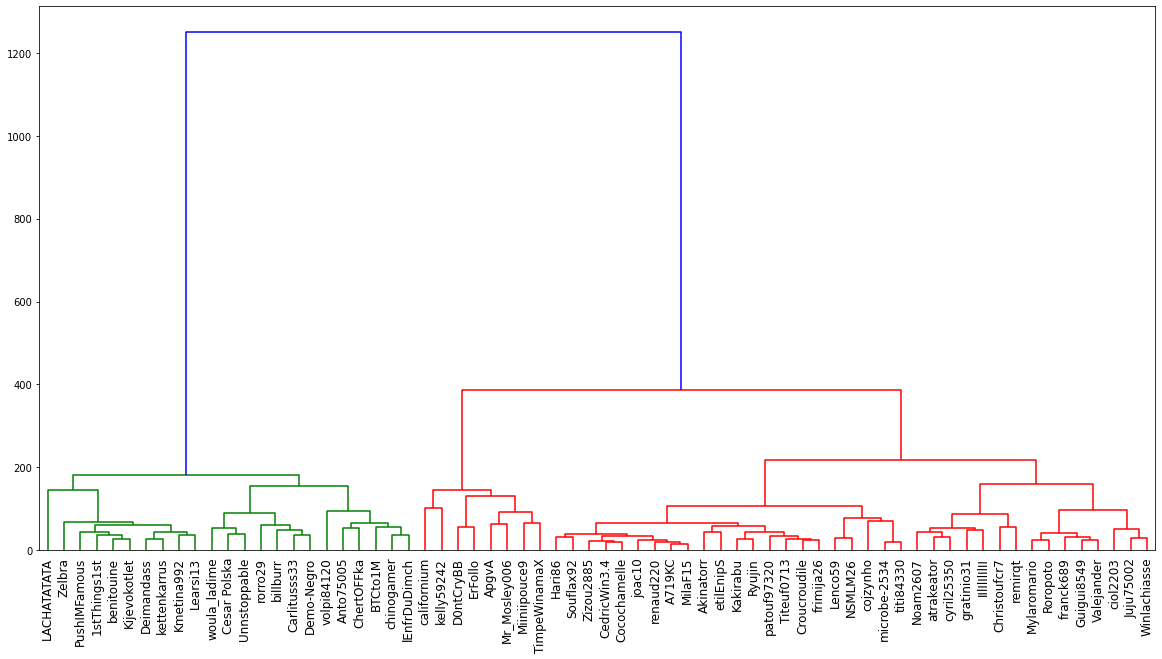 1200
1000
800
600
400
200
0
LACHATATATA
Zelbra
PushIMFamous
1stThings1st
benitouine
Kijevokotlet
Deimandass
kettenkarrus
Kmetina992
Learsi13
woula_ladime
Cesar Polska
Unnstoppable
rorro29
billburr
Carlitusss33
Demo-Negro
volpi84120
Anto75005
ChertOFFka
BTCto1M
chinogamer
IEnfrDuDimch
californium
kelly59242
D0ntCryBB
ErFollo
ApgvA
Mr_Mosley006
Miniipouce9
TimpeWinamaX
Hari86
Souflax92
Zizou2885
CedricWin3.4
Cocochamelle
joac10
renaud220
A719KC
MilaF15
Akinatorr
etilEnipS
Kakirabu
Ryujin
patouf97320
Titeuf0713
Croucroudile
frimija26
Lenco59
NSMLM26
cojzynho
microbe-2534
titi84330
Noam2607
atrakeator
cyril25350
gratinio31
Christoufcr7
remirqt
Mylaromario
Roropoto
franck689
Guigui8549
Valejander
ciol2203
Juju75002
Winlachiasse